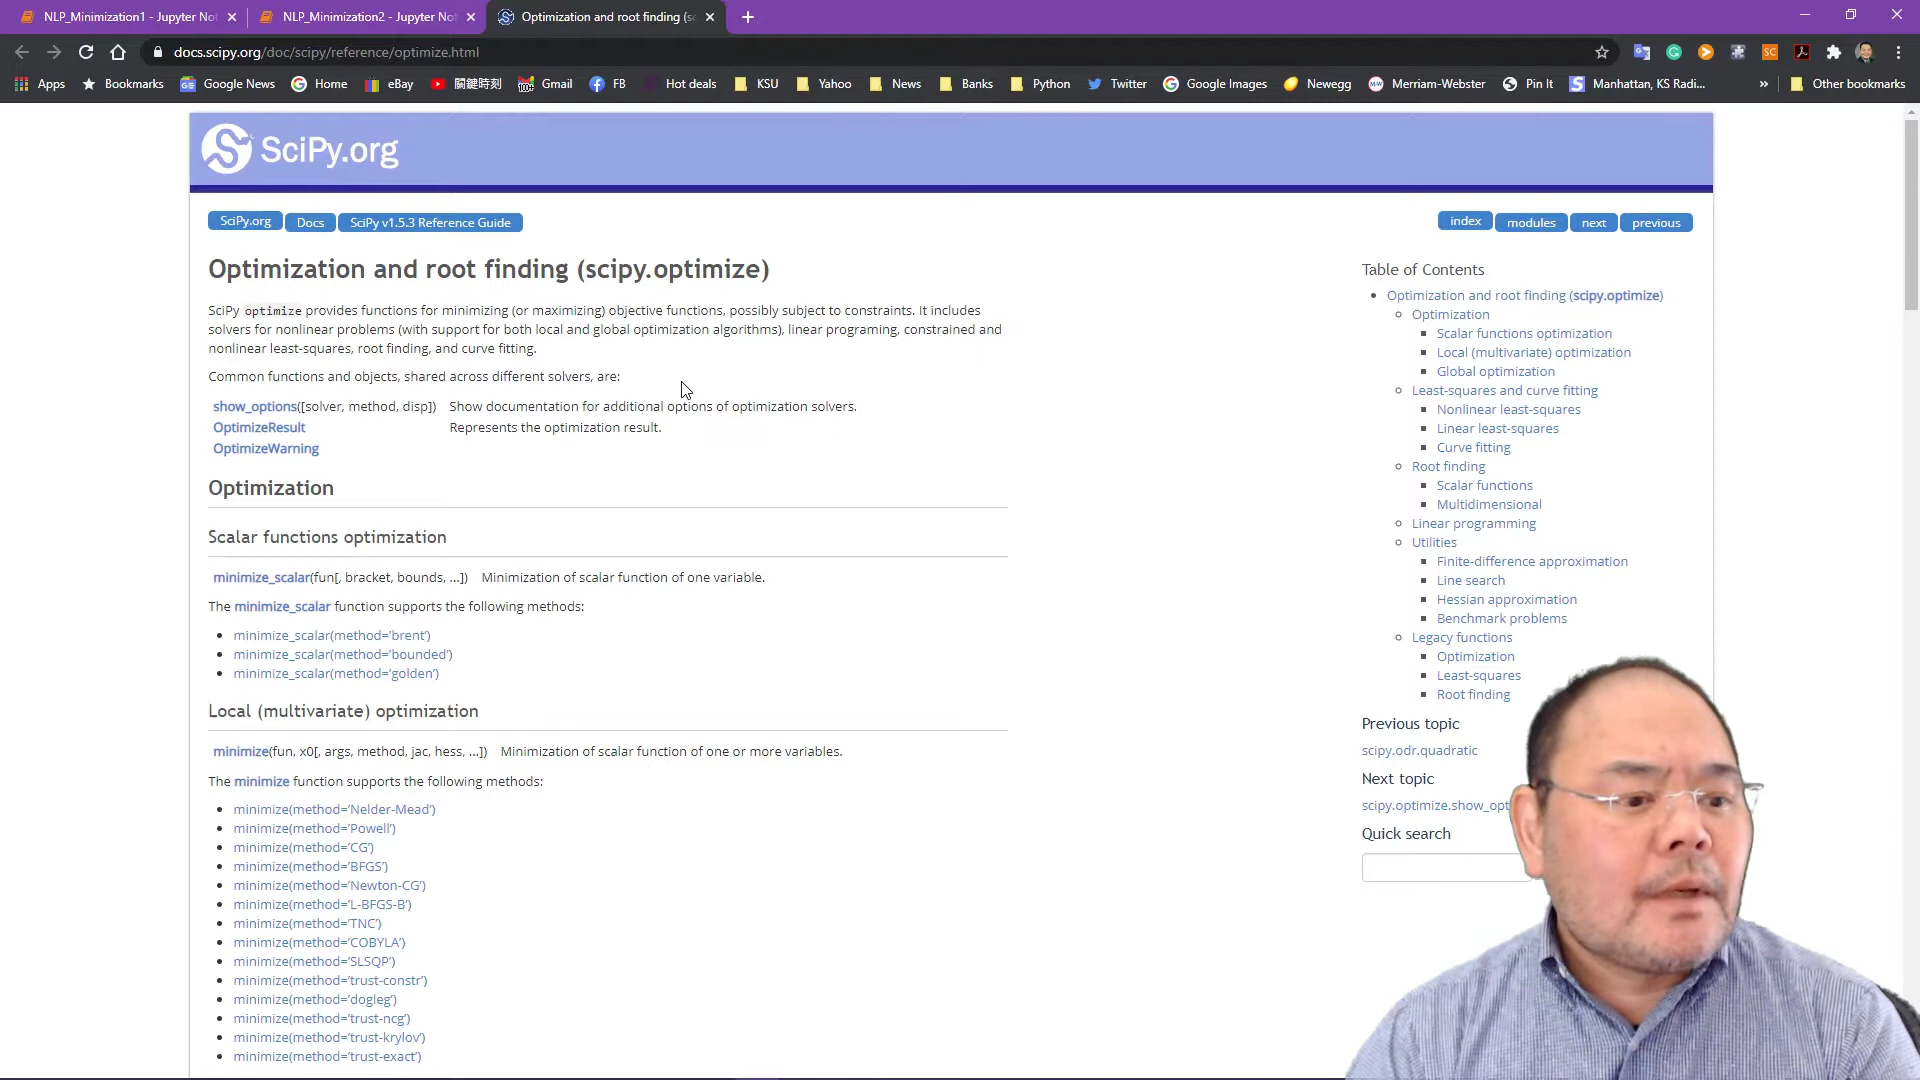 NLP_Minimization1 - Jupyter Not
NLP_Minimization2 - Jupyter Not
Optimization and root finding (sc
docs.scipy.org/doc/scipy/reference/optimize.html
Apps
Bookmarks
Google News
Home
eBay
關鍵時刻
Gmail
FB
Hot deals
KSU
Yahoo
News
Banks
Python
Twitter
Google Images
Newegg
Merriam-Webster
Pin It
Manhattan, KS Radi...
»
Other bookmarks
SciPy.org
SciPy.org
Docs
SciPy v1.5.3 Reference Guide
index
modules
next
previous
Optimization and root finding (scipy.optimize)
SciPy optimize provides functions for minimizing (or maximizing) objective functions, possibly subject to constraints. It includes
solvers for nonlinear problems (with support for both local and global optimization algorithms), linear programing, constrained and
nonlinear least-squares, root finding, and curve fitting.
Common functions and objects, shared across different solvers, are:
show_options([solver, method, disp]) Show documentation for additional options of optimization solvers.
OptimizeResult Represents the optimization result.
OptimizeWarning
Optimization
Scalar functions optimization
minimize_scalar(fun[, bracket, bounds, ...]) Minimization of scalar function of one variable.
The minimize_scalar function supports the following methods:
minimize_scalar(method='brent')
minimize_scalar(method='bounded')
minimize_scalar(method='golden')
Local (multivariate) optimization
minimize(fun, x0[, args, method, jac, hess, ...]) Minimization of scalar function of one or more variables.
The minimize function supports the following methods:
minimize(method='Nelder-Mead')
minimize(method='Powell')
minimize(method='CG')
minimize(method='BFGS')
minimize(method='Newton-CG')
minimize(method='L-BFGS-B')
minimize(method='TNC')
minimize(method='COBYLA')
minimize(method='SLSQP')
minimize(method='trust-constr')
minimize(method='dogleg')
minimize(method='trust-ncg')
minimize(method='trust-krylov')
minimize(method='trust-exact')
Table of Contents
Optimization and root finding (scipy.optimize)
Optimization
Scalar functions optimization
Local (multivariate) optimization
Global optimization
Least-squares and curve fitting
Nonlinear least-squares
Linear least-squares
Curve fitting
Root finding
Scalar functions
Multidimensional
Linear programming
Utilities
Finite-difference approximation
Line search
Hessian approximation
Benchmark problems
Legacy functions
Optimization
Least-squares
Root finding
Previous topic
scipy.odr.quadratic
Next topic
scipy.optimize.show_opt
Quick search